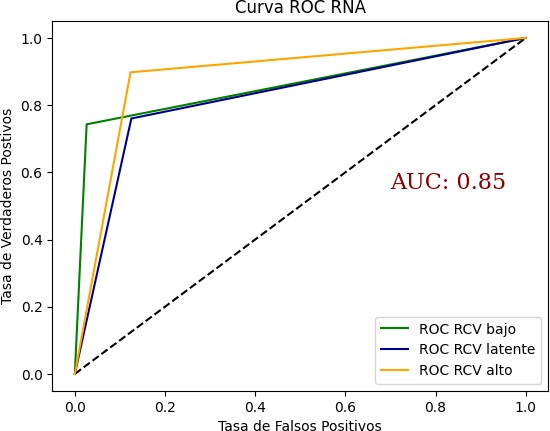 Curva ROC RNA
Tasa de Verdaderos Postivos
1.0
0.8
0.6
0.4
0.2
0.0
AUC: 0.85
ROC RCV bajo
ROC RCV latente
ROC RCV alto
0.0 0.2 0.4 0.6 0.8 1.0
Tasa de Falsos Positivos